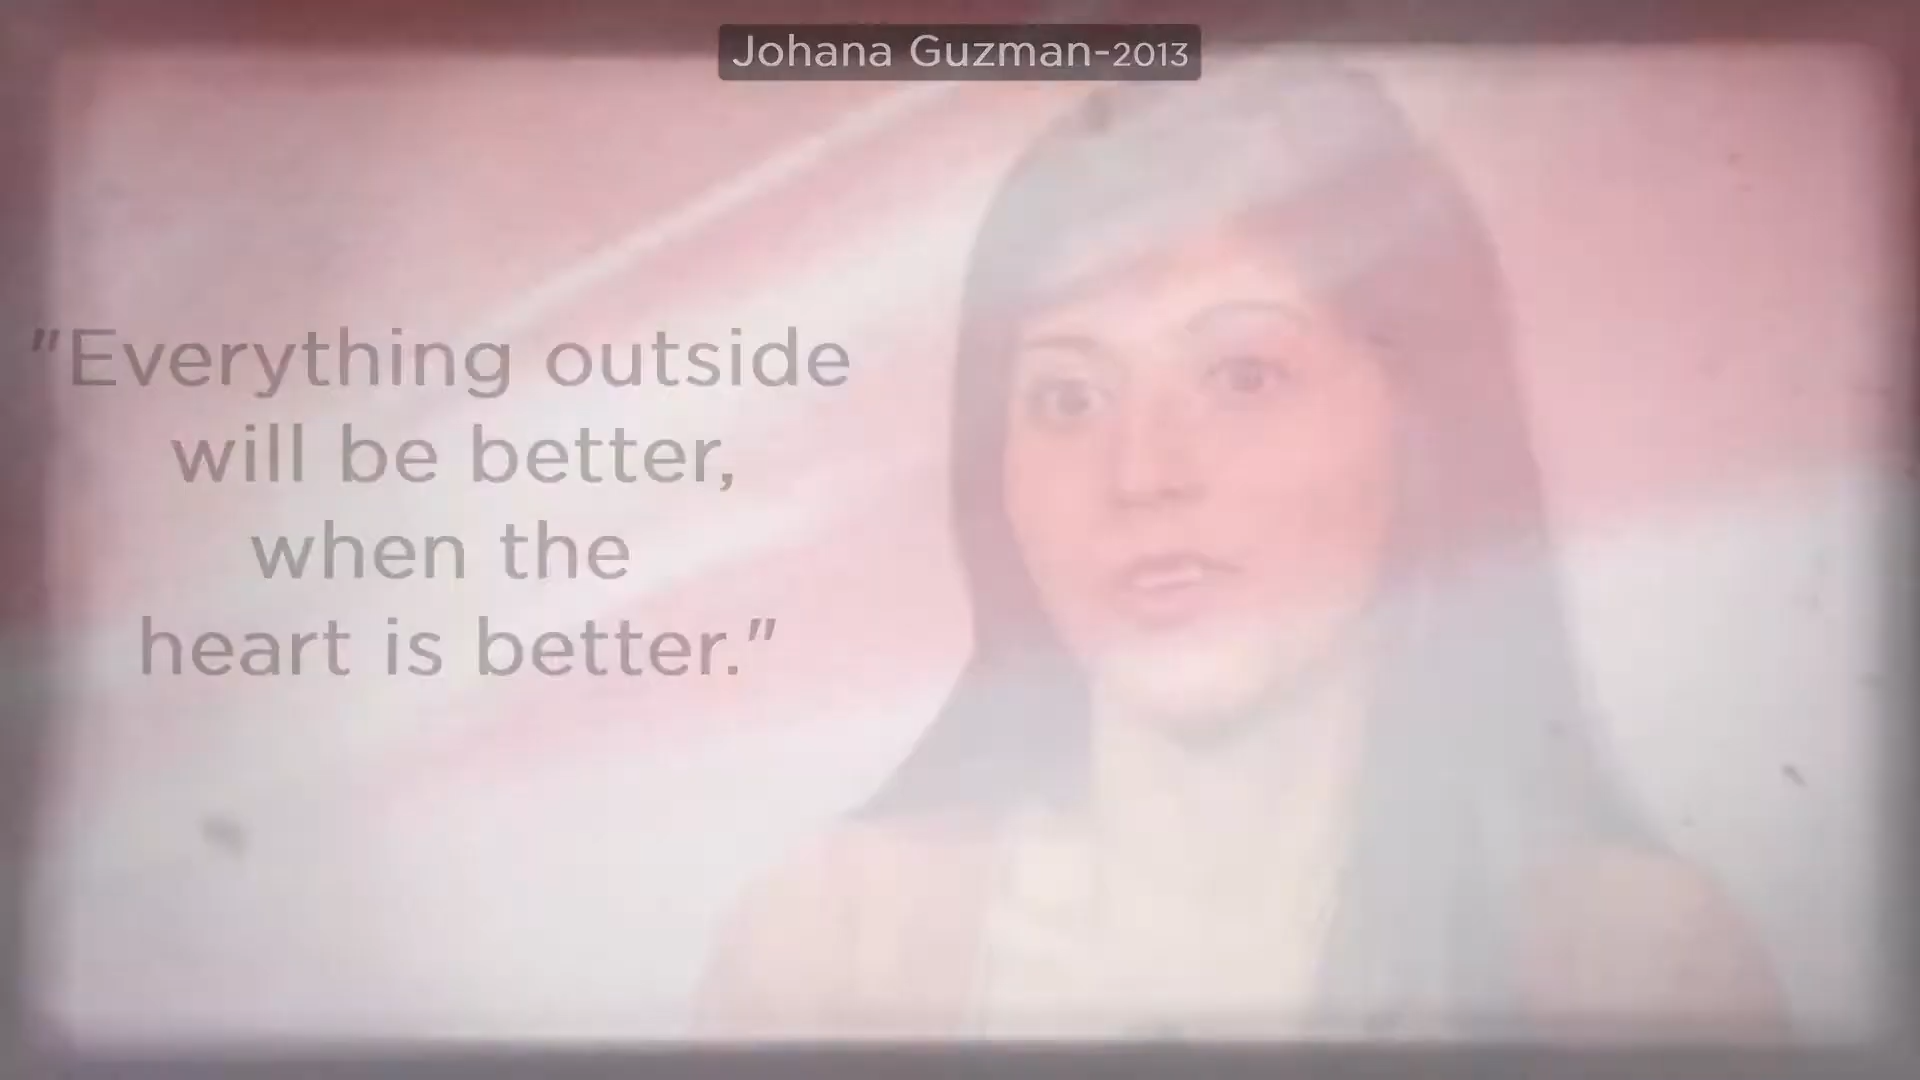 Johana Guzman-2013
"Everything outside
will be better,
when the
heart is better."